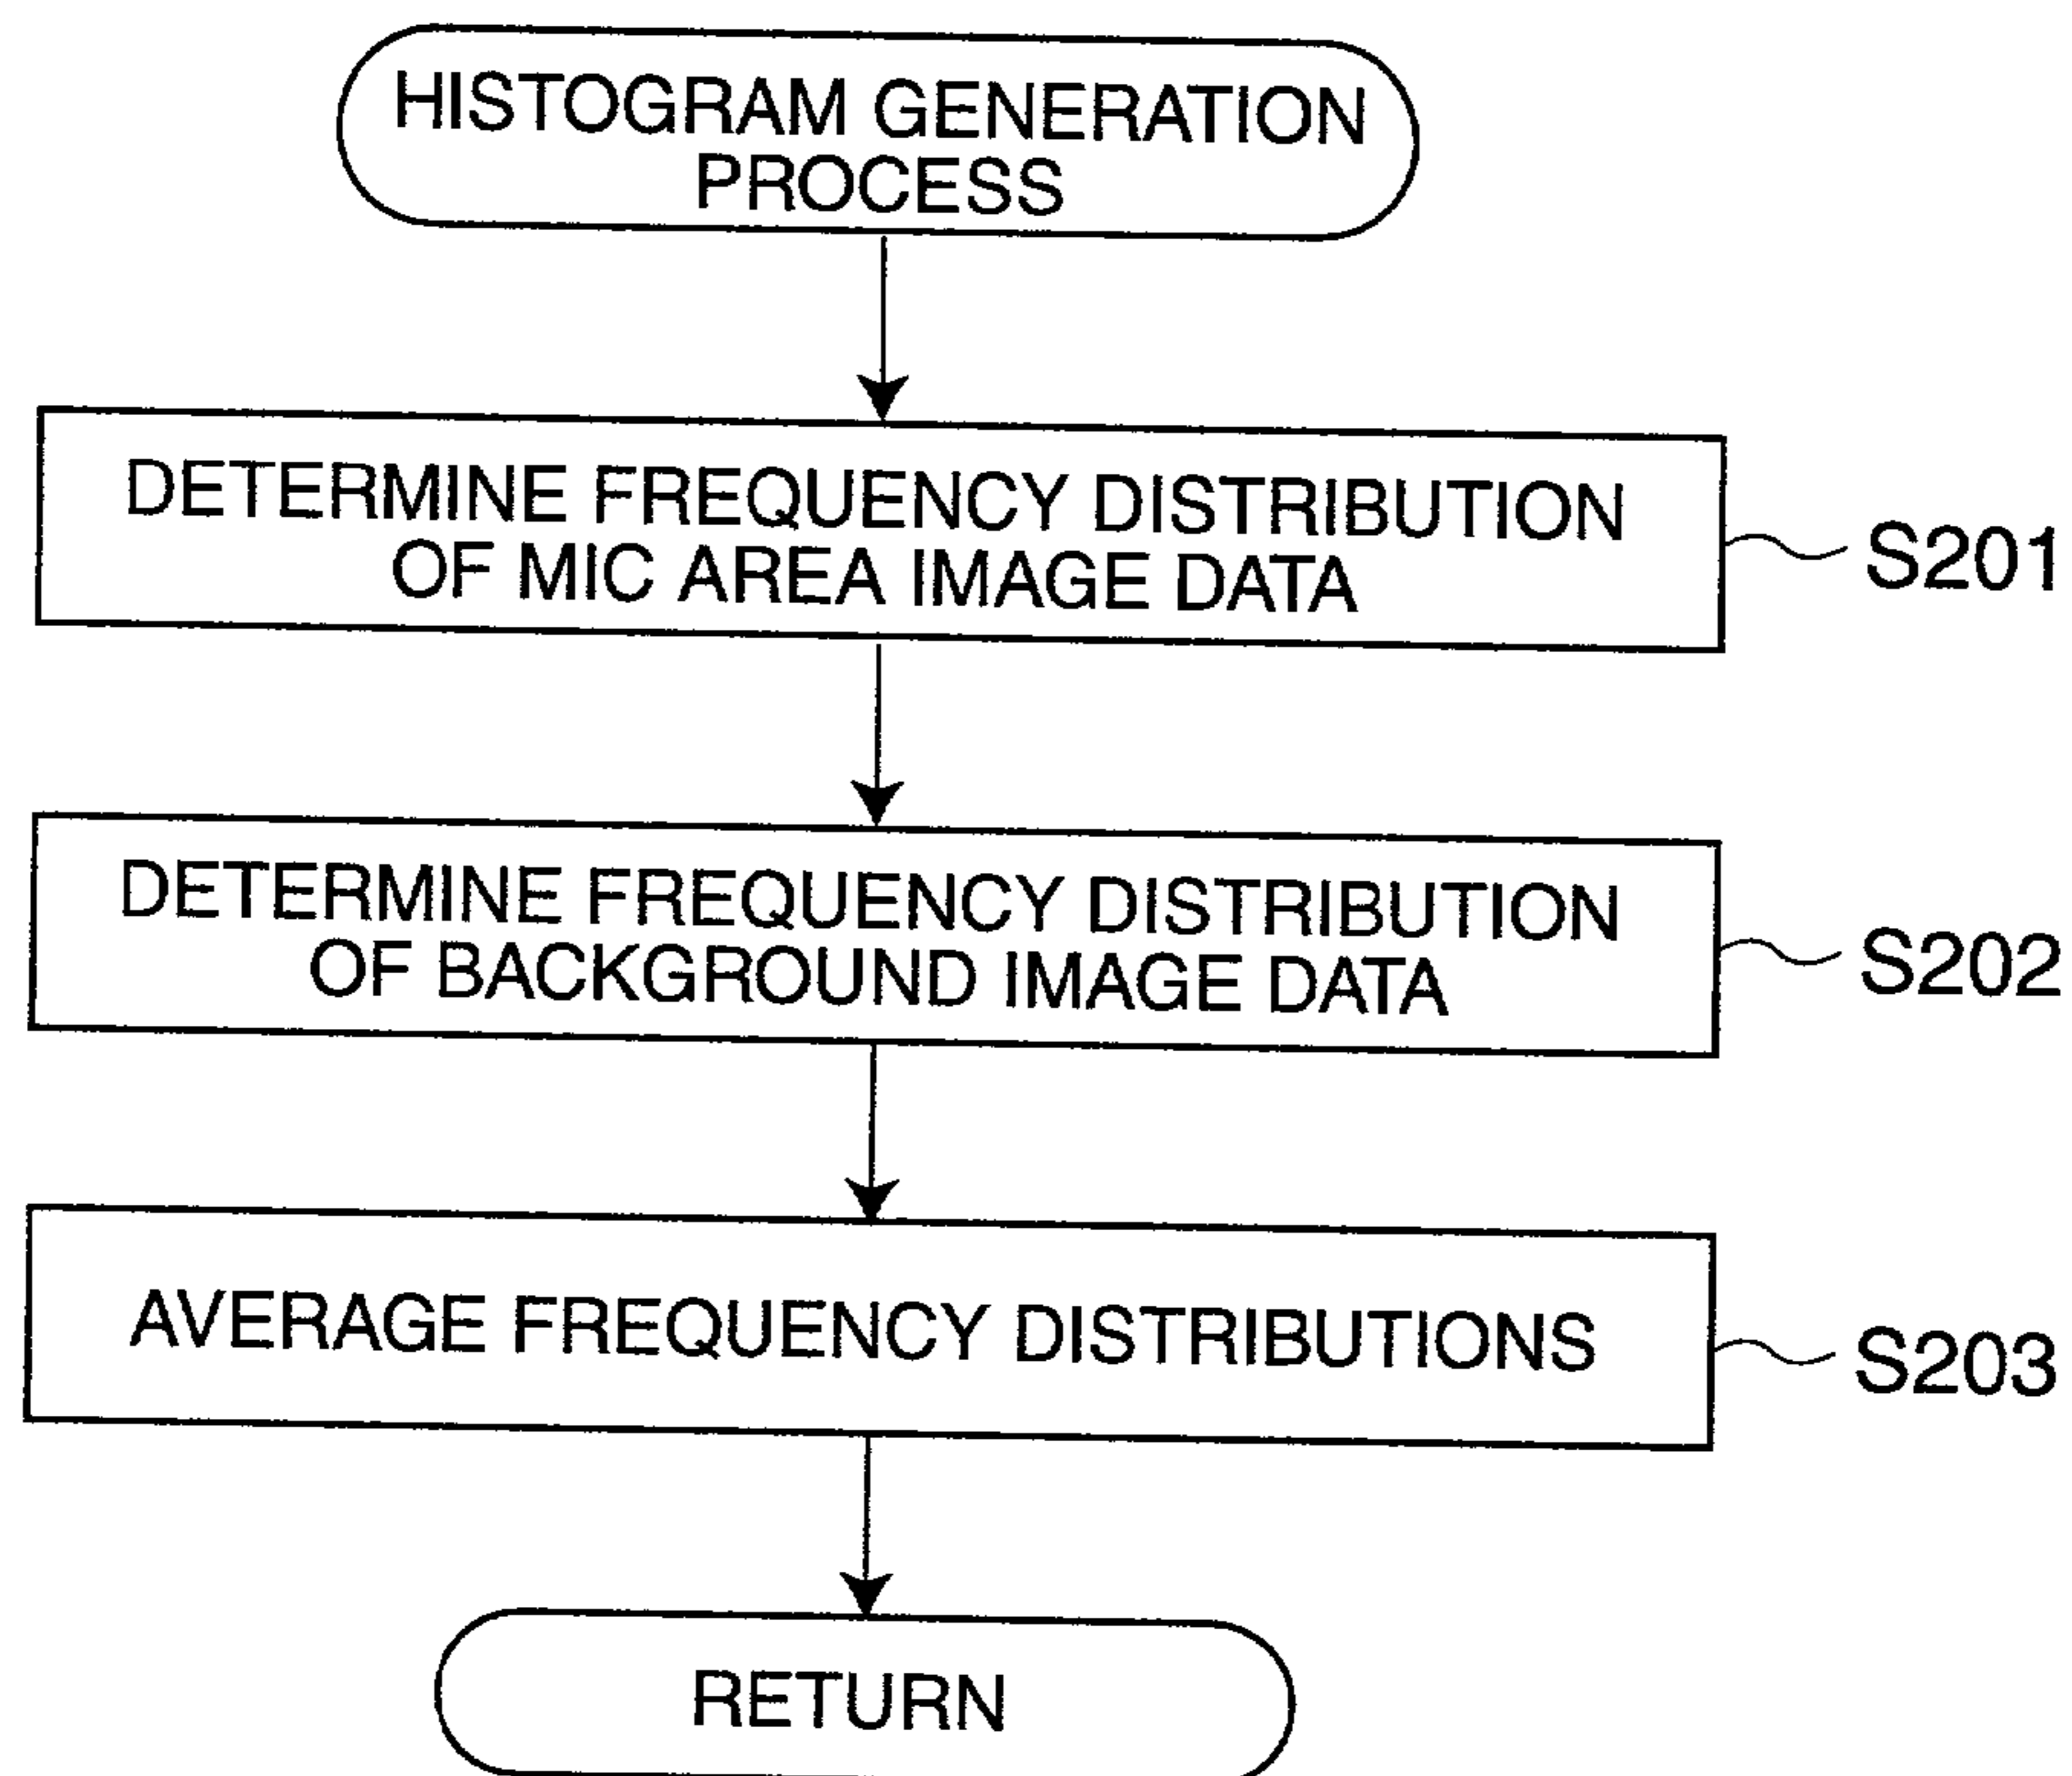 HISTOGRAM GENERATION
PROCESS
DETERMINE FREQUENCY DISTRIBUTION
OF MIC AREA IMAGE DATA
S201
DETERMINE FREQUENCY DISTRIBUTION
OF BACKGROUND IMAGE DATA
S202
AVERAGE FREQUENCY DISTRIBUTIONS
S203
RETURN